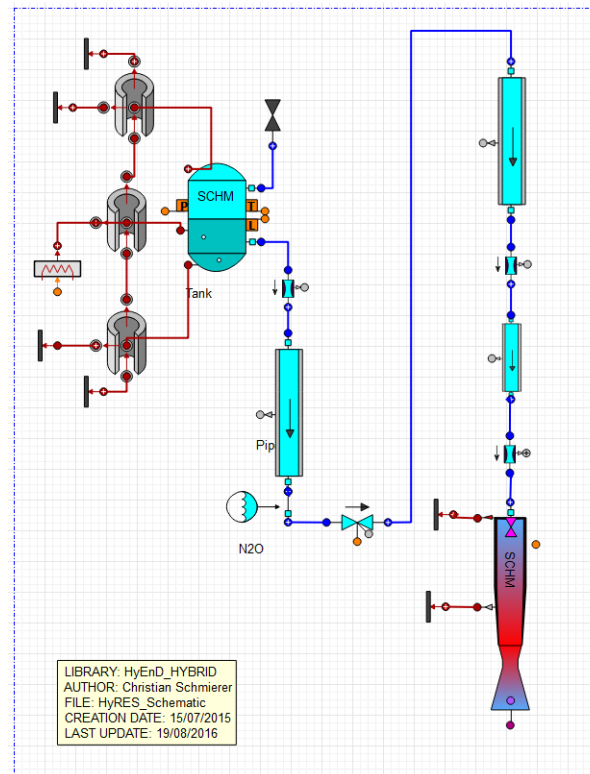 SCHM
P
T
L
Tank
Pip
N2O
SCHM
LIBRARY: HyEnD_HYBRID
AUTHOR: Christian Schmierer
FILE: HyRES_Schematic
CREATION DATE: 15/07/2015
LAST UPDATE: 19/08/2016